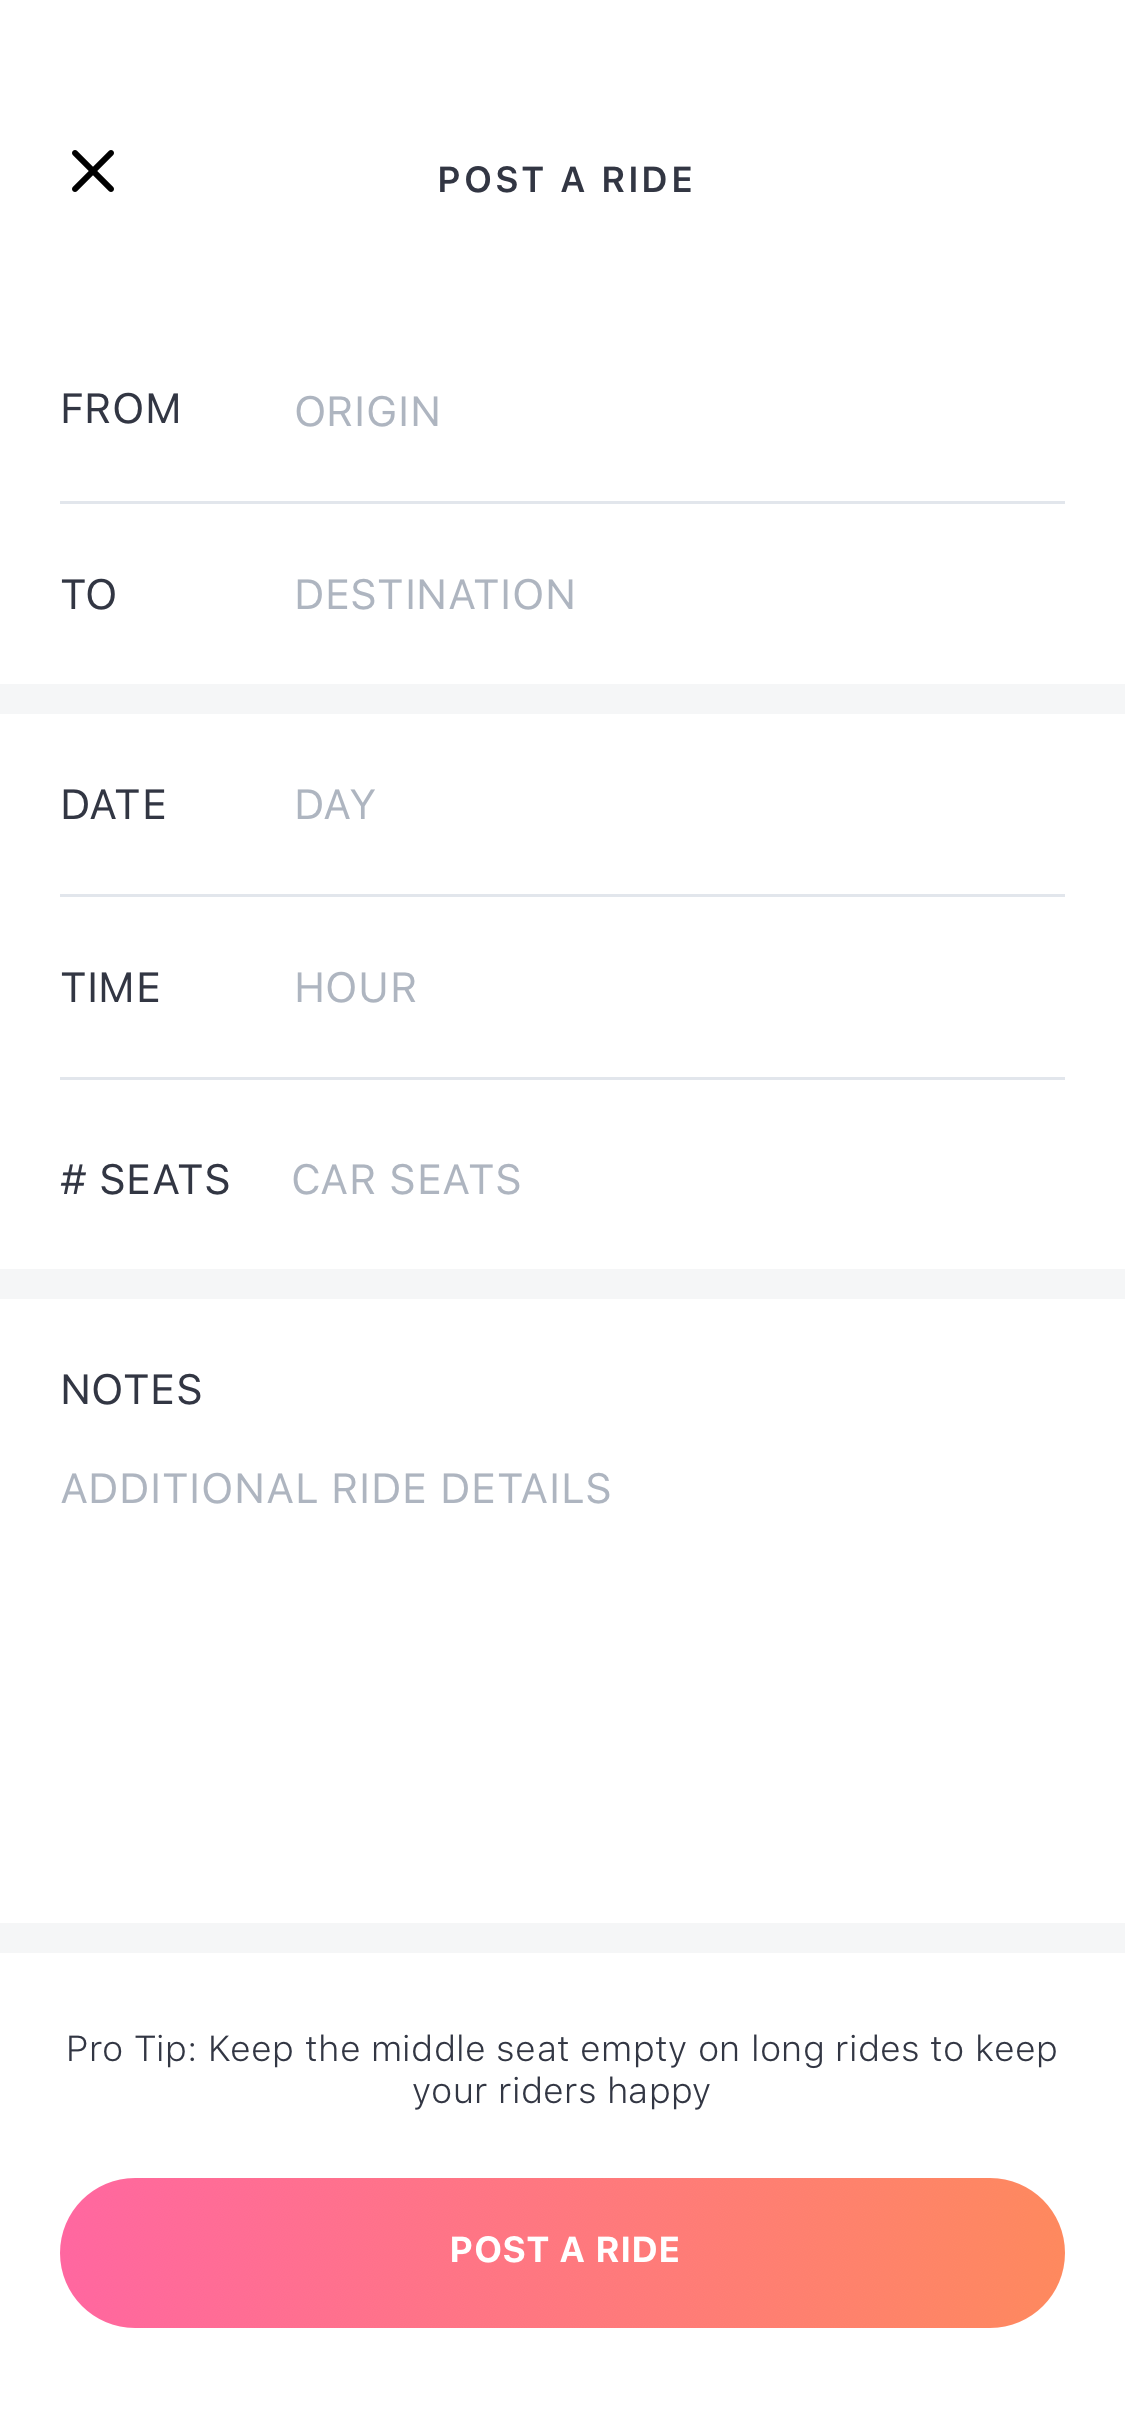 POST A RIDE
FROM ORIGIN
TO DESTINATION
DATE DAY
TIME HOUR
# SEATS CAR SEATS
NOTES
ADDITIONAL RIDE DETAILS
Pro Tip: Keep the middle seat empty on long rides to keep
your riders happy
POST A RIDE